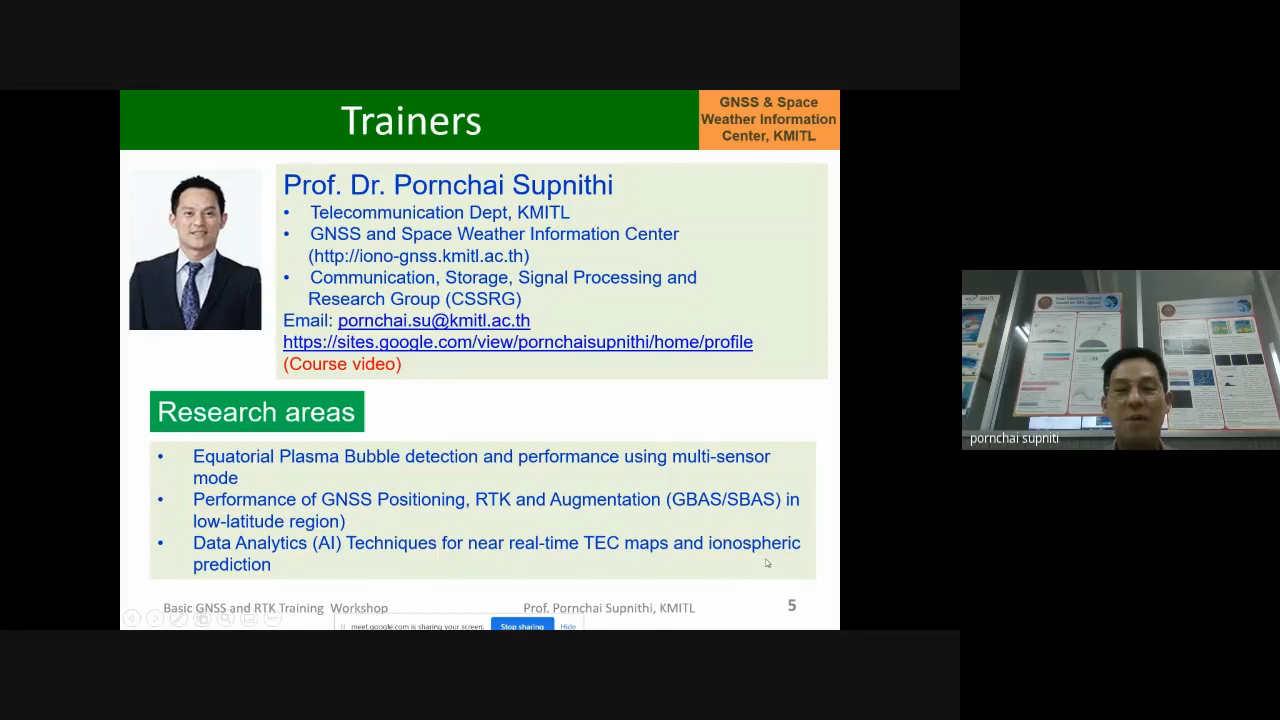 Trainers
GNSS & Space
Weather Information
Center, KMITL
Prof. Dr. Pornchai Supnithi
• Telecommunication Dept, KMITL
• GNSS and Space Weather Information Center
(http://iono-gnss.kmitl.ac.th)
• Communication, Storage, Signal Processing and
Research Group (CSSRG)
Email: pornchai.su@kmitl.ac.th
https://sites.google.com/view/pornchaisupnithi/home/profile
(Course video)
Research areas
• Equatorial Plasma Bubble detection and performance using multi-sensor
mode
• Performance of GNSS Positioning, RTK and Augmentation (GBAS/SBAS) in
low-latitude region)
• Data Analytics (AI) Techniques for near real-time TEC maps and ionospheric
prediction
Basic GNSS and RTK Training Workshop
Prof. Pornchai Supnithi, KMITL
5
meet.google.com is sharing your screen.
Stop sharing
Hide
pornchai supniti